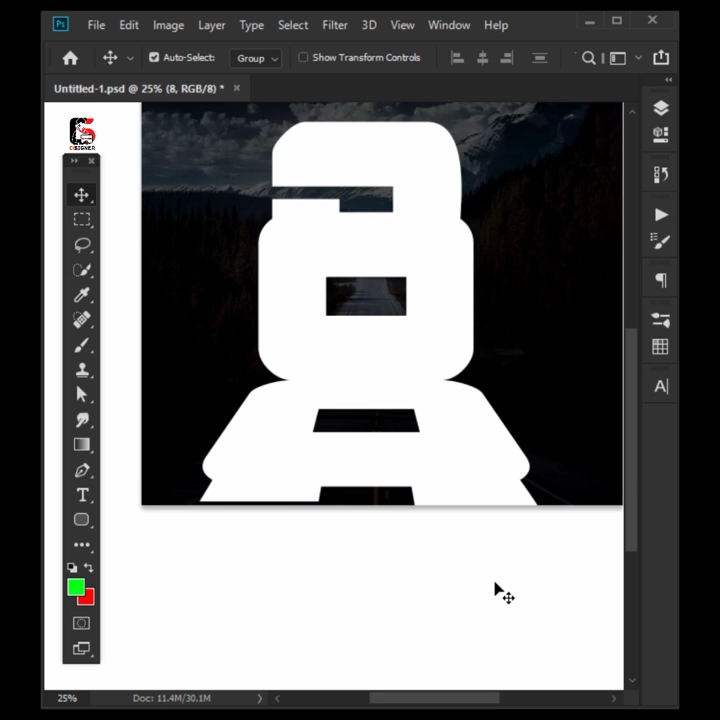 Ps File Edit Image Layer Type Select Filter 3D View Window Help
Auto-Select: Group Show Transform Controls
Untitled-1.psd @ 25% (8, RGB/8) *
25% Doc: 11.4M/30.1M